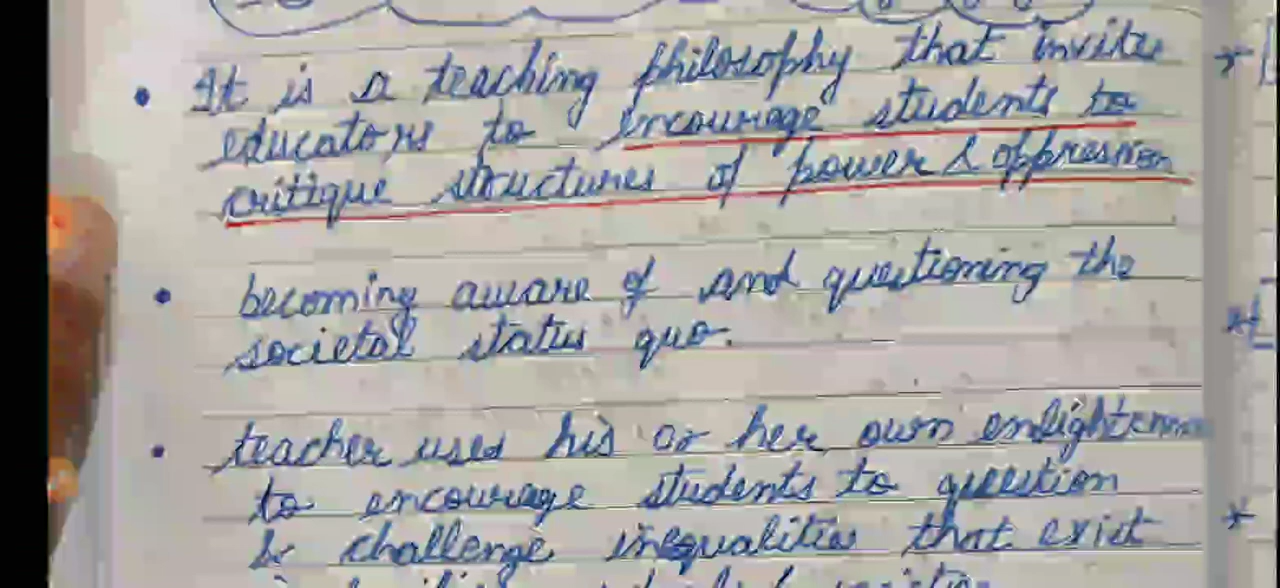 • It is a teaching philosophy that invites
educators to encourage students to
critique structures of power & oppression
• becoming aware of and questioning the
societal status quo.
• teacher uses his or her own
to encourage students to question
& challenge inequalities that exist